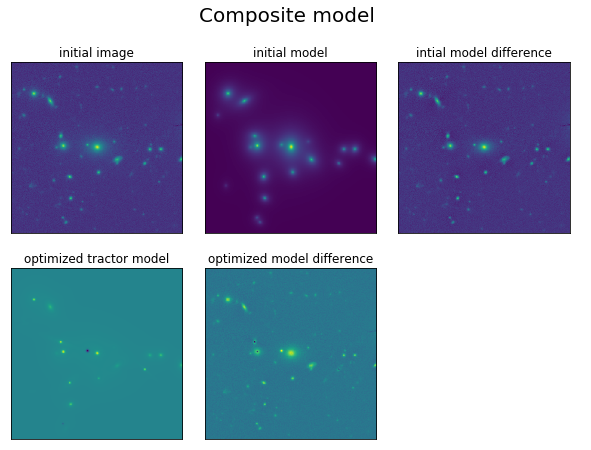 Composite model
initial image
initial model
intial model difference
optimized tractor model
optimized model difference